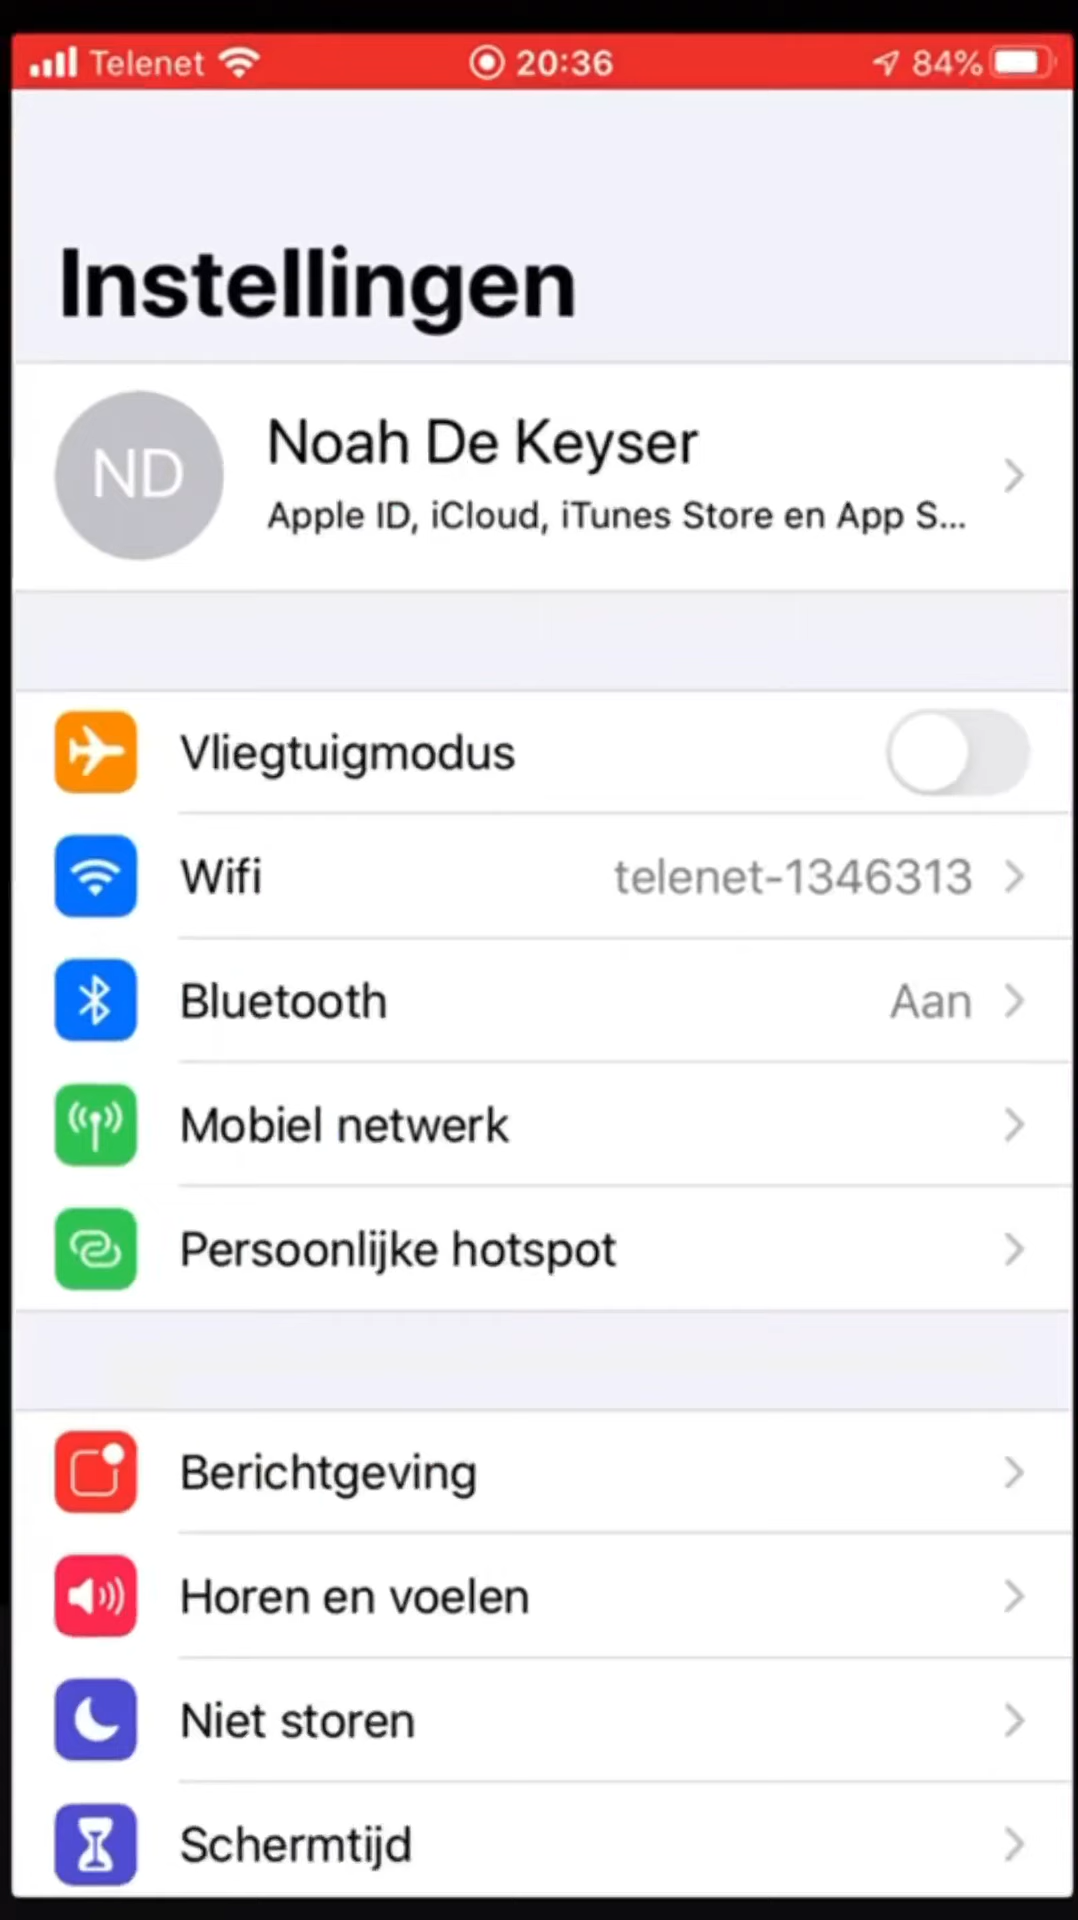 Telenet 20:36 84%
Instellingen
ND
Noah De Keyser
Apple ID, iCloud, iTunes Store en App S...
Vliegtuigmodus
Wifi telenet-1346313
Bluetooth Aan
Mobiel netwerk
Persoonlijke hotspot
Berichtgeving
Horen en voelen
Niet storen
Schermtijd